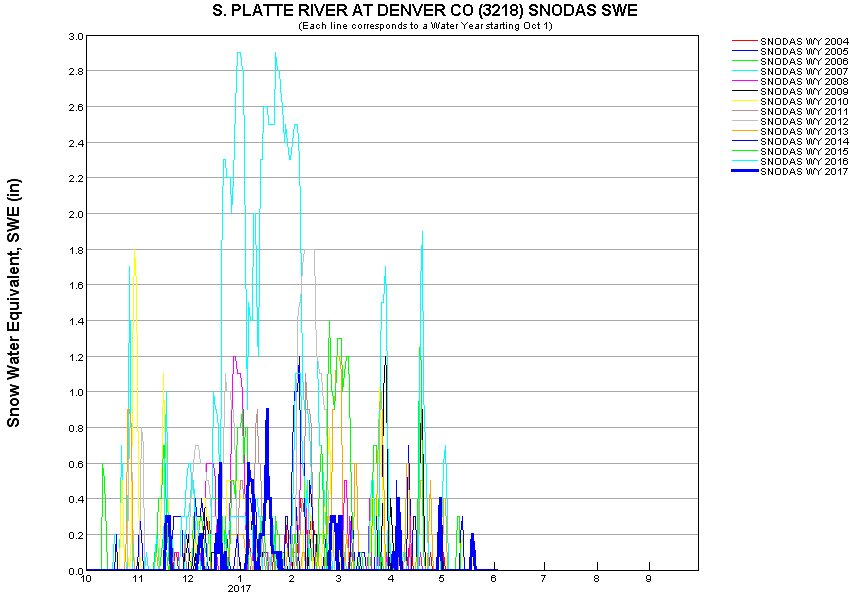 S. PLATTE RIVER AT DENVER CO (3218) SNODAS SWE
(Each line corresponds to a Water Year starting Oct 1)
Snow Water Equivalent, SWE (in)
3.0
2.8
2.6
2.4
2.2
2.0
1.8
1.6
1.4
1.2
1.0
0.8
0.6
0.4
0.2
0.0
10 11 12 1 2 3 4 5 6 7 8 9
2017
SNODAS WY 2004
SNODAS WY 2005
SNODAS WY 2006
SNODAS WY 2007
SNODAS WY 2008
SNODAS WY 2009
SNODAS WY 2010
SNODAS WY 2011
SNODAS WY 2012
SNODAS WY 2013
SNODAS WY 2014
SNODAS WY 2015
SNODAS WY 2016
SNODAS WY 2017